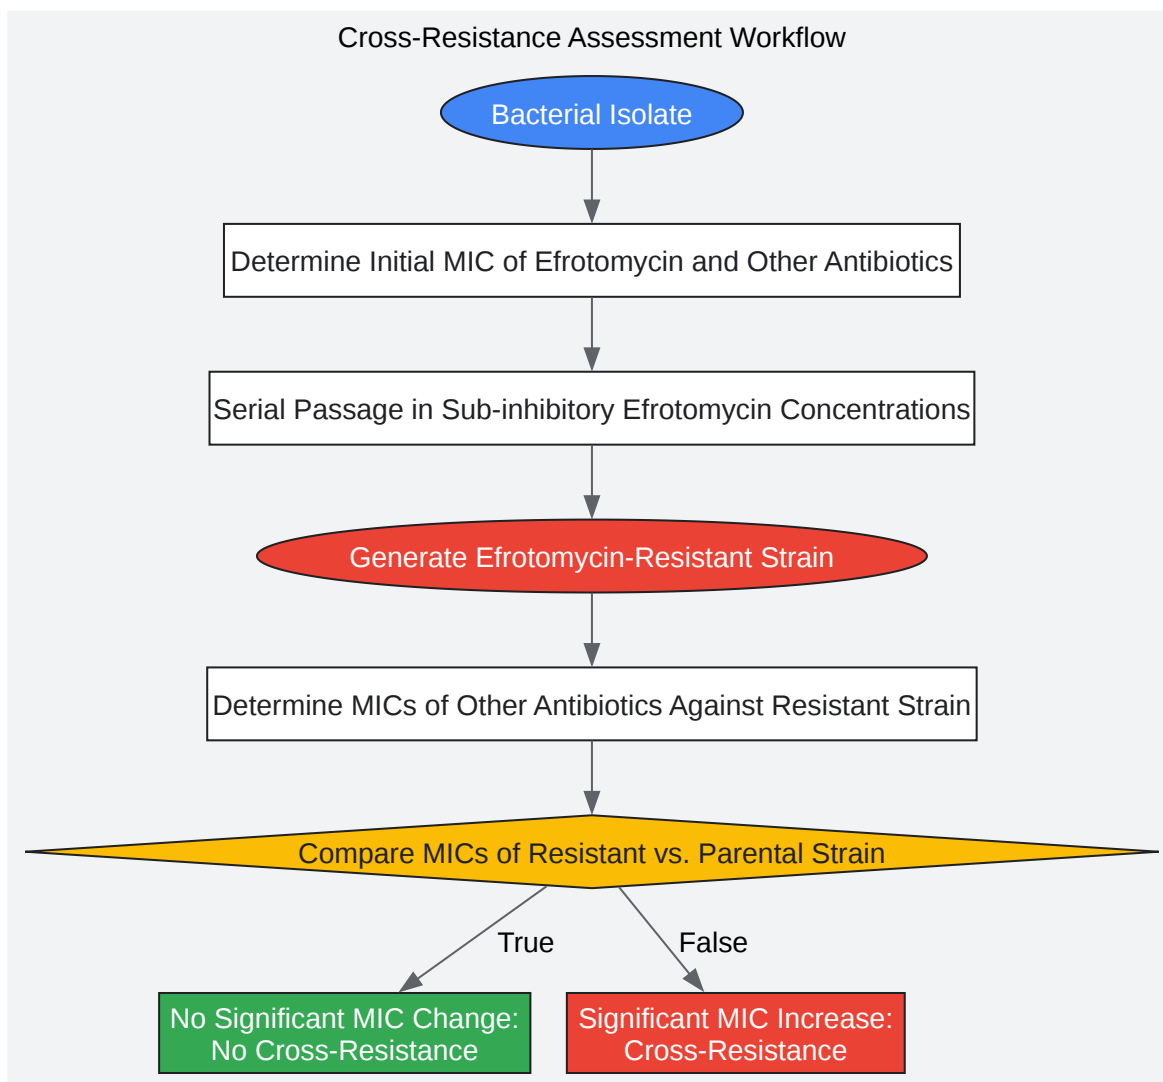 Cross-Resistance Assessment Workflow
Bacterial Isolate
Determine Initial MIC of Efrotomycin and Other Antibiotics
Serial Passage in Sub-inhibitory Efrotomycin Concentrations
Generate Efrotomycin-Resistant Strain
Determine MICs of Other Antibiotics Against Resistant Strain
Compare MICs of Resistant vs. Parental Strain
True
False
No Significant MIC Change:
No Cross-Resistance
Significant MIC Increase:
Cross-Resistance